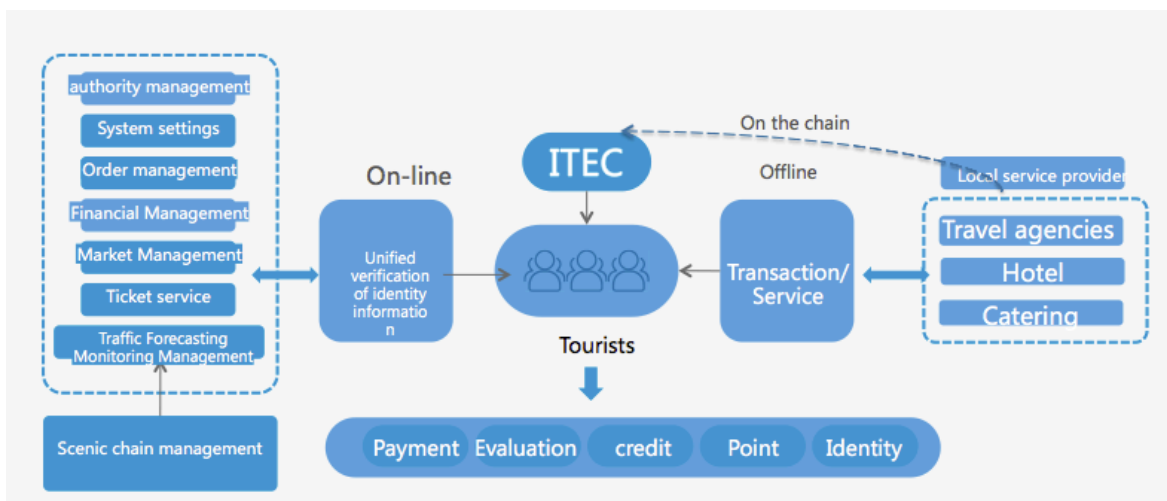 authority management
System settings
Order management
Financial Management
Market Management
Ticket service
Traffic Forecasting
Monitoring Management
Scenic chain management
On-line
Unified
verification
of identity
informatio
n
ITEC
Tourists
On the chain
Offline
Transaction/
Service
Local service provider
Travel agencies
Hotel
Catering
Payment
Evaluation
credit
Point
Identity